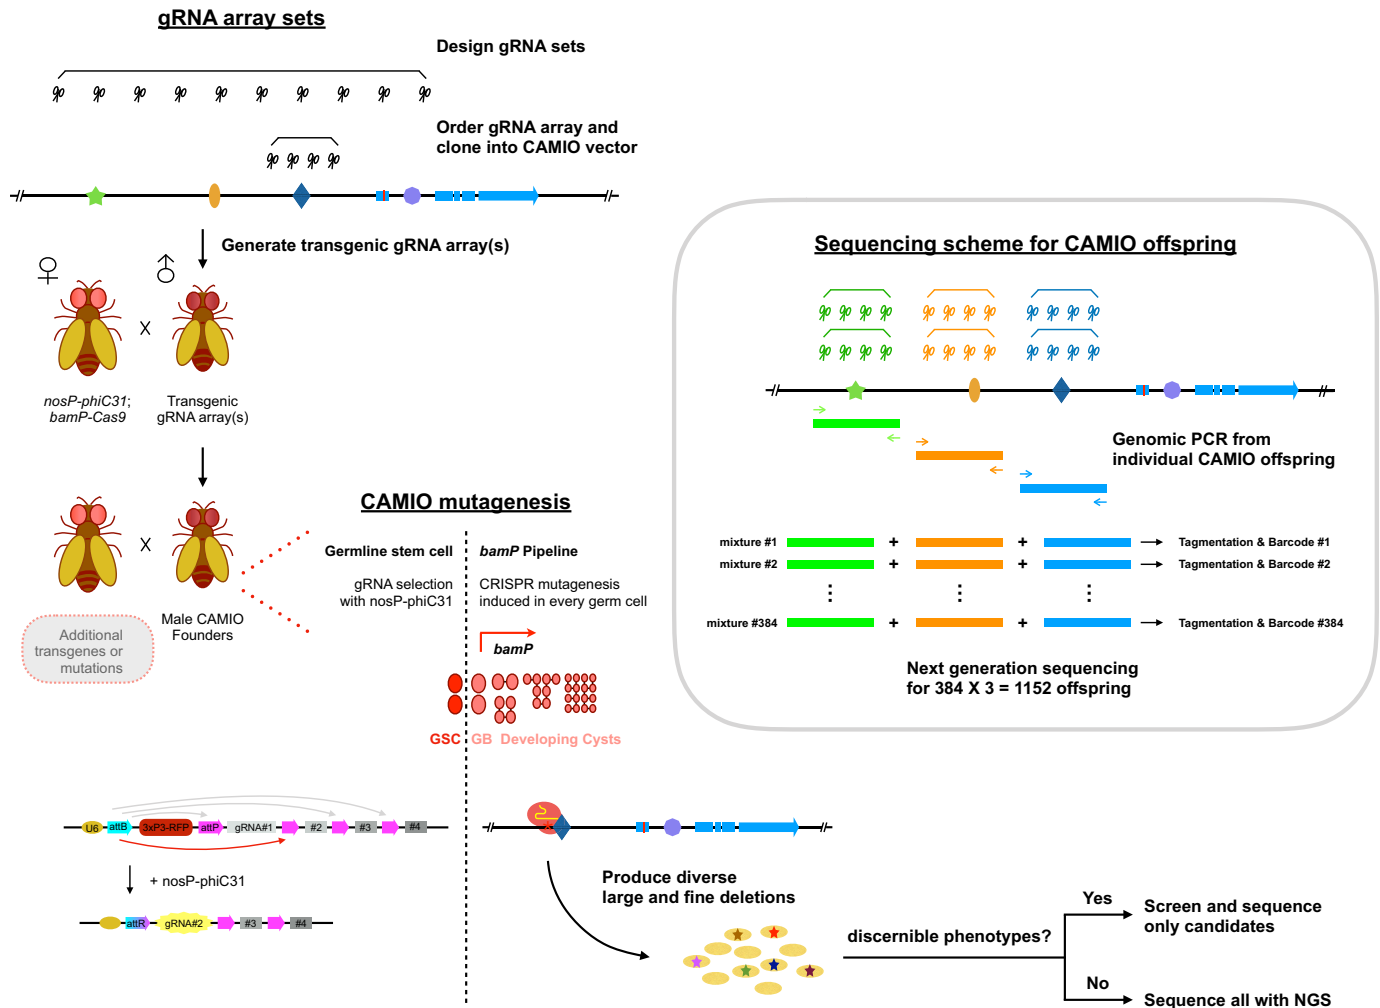 gRNA array sets
Design gRNA sets
Order gRNA array and
clone into CAMIO vector
Generate transgenic gRNA array(s)
♀
♂
X
nosP-phiC31;
bamP-Cas9
Transgenic
gRNA array(s)
X
Additional
transgenes or
mutations
Male CAMIO
Founders
CAMIO mutagenesis
Germline stem cell
gRNA selection
with nosP-phiC31
bamP Pipeline
CRISPR mutagenesis
induced in every germ cell
bamP
GSC
GB
Developing Cysts
U6
attB
3xP3-RFP
attP
gRNA#1
#2
#3
#4
+ nosP-phiC31
attR
gRNA#2
#3
#4
Produce diverse
large and fine deletions
discernible phenotypes?
Yes
Screen and sequence
only candidates
No
Sequence all with NGS
Sequencing scheme for CAMIO offspring
Genomic PCR from
individual CAMIO offspring
mixture #1 + + Tagmentation & Barcode #1
mixture #2 + + Tagmentation & Barcode #2
mixture #384 + + Tagmentation & Barcode #384
Next generation sequencing
for 384 X 3 = 1152 offspring